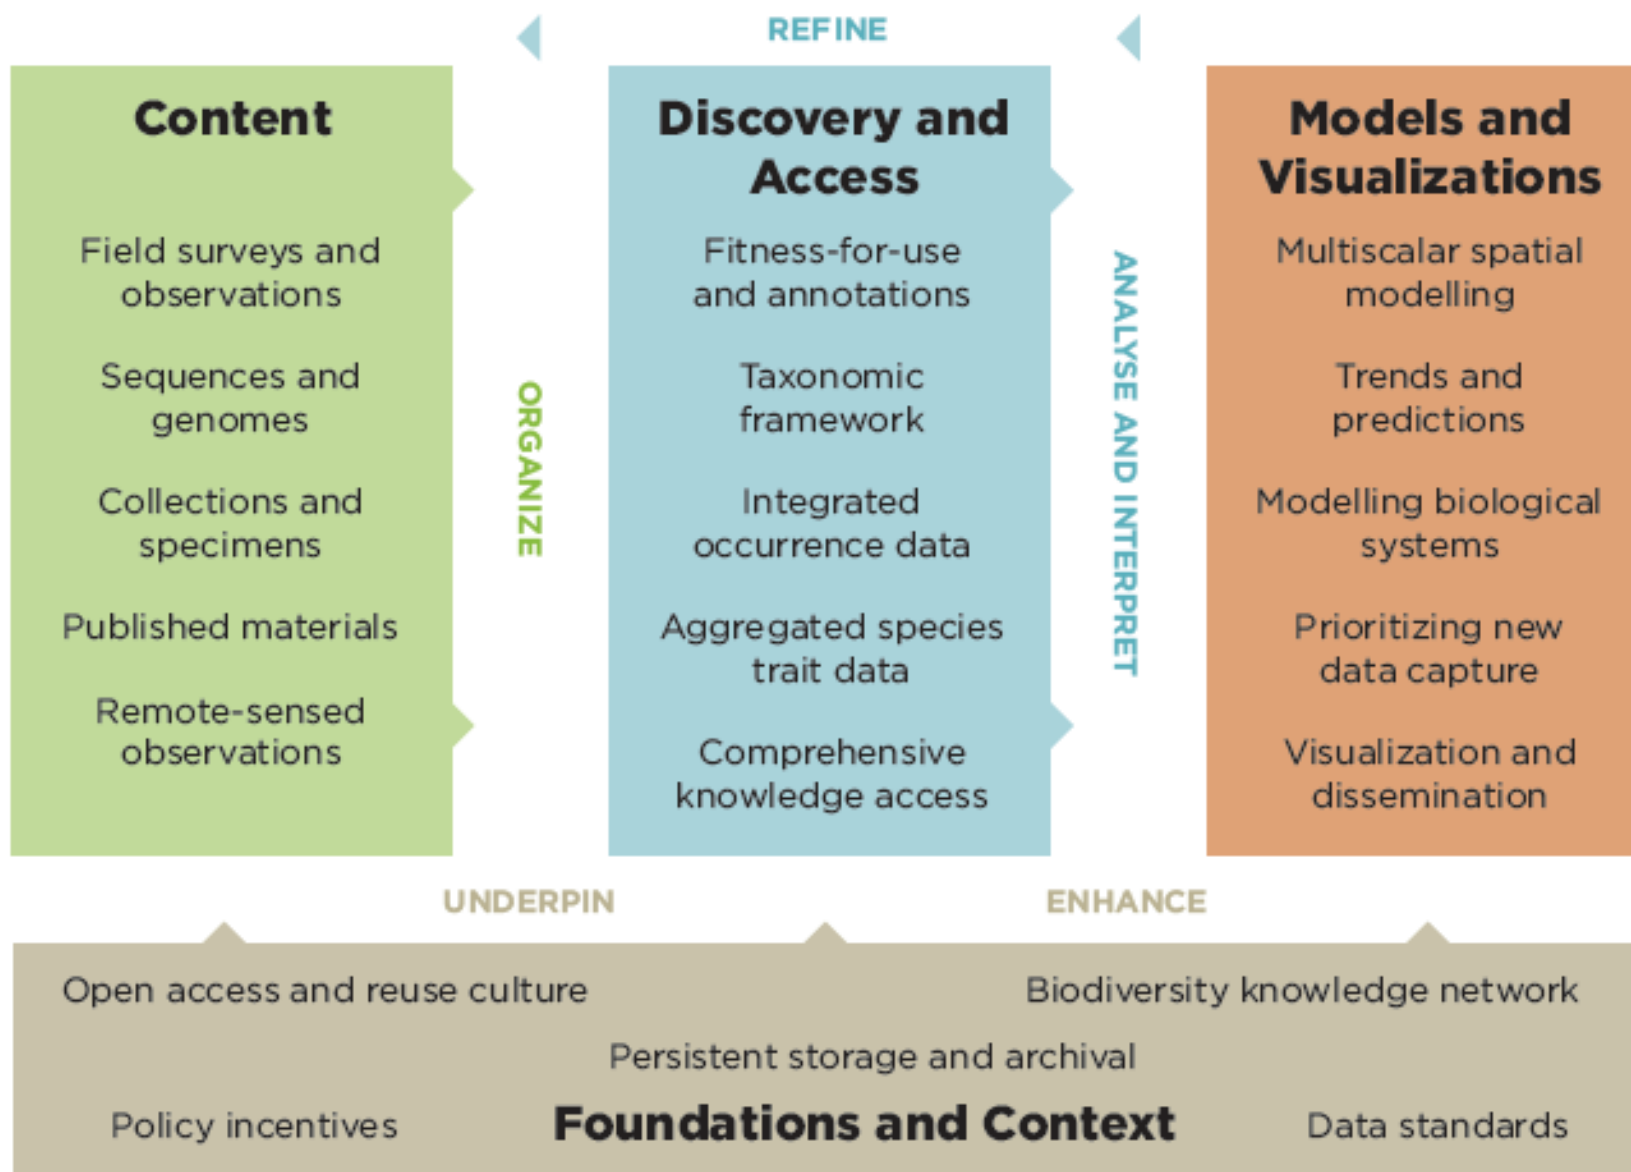 REFINE
Content
Field surveys and
observations
Sequences and
genomes
Collections and
specimens
Published materials
Remote-sensed
observations
ORGANIZE
Discovery and
Access
Fitness-for-use
and annotations
Taxonomic
framework
Integrated
occurrence data
Aggregated species
trait data
Comprehensive
knowledge access
ANALYSE AND INTERPRET
Models and
Visualizations
Multiscalar spatial
modelling
Trends and
predictions
Modelling biological
systems
Prioritizing new
data capture
Visualization and
dissemination
UNDERPIN
ENHANCE
Open access and reuse culture
Biodiversity knowledge network
Persistent storage and archival
Policy incentives
Foundations and Context
Data standards